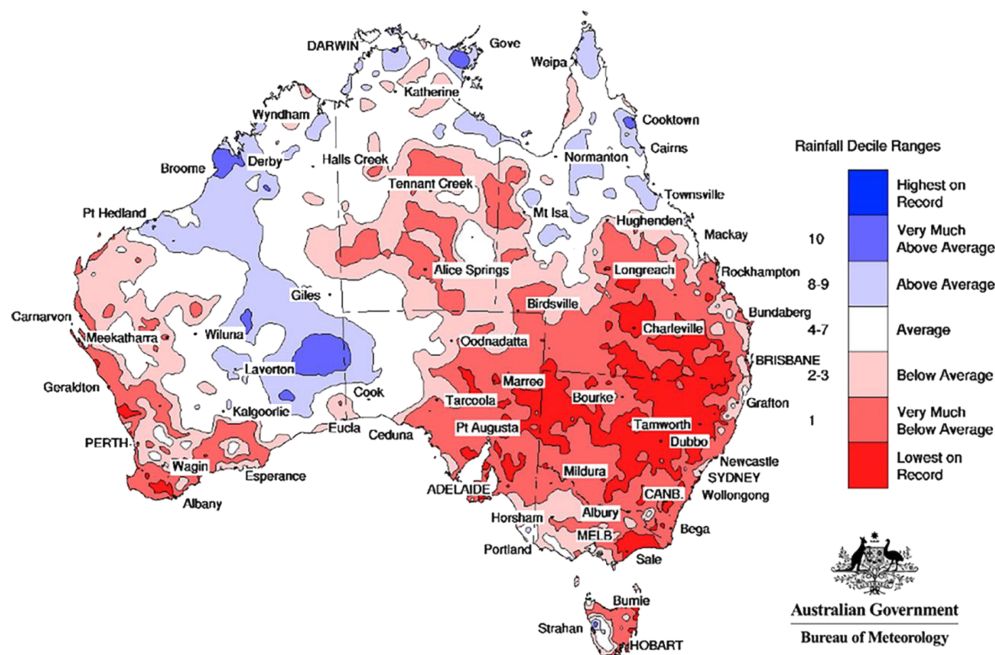 DARWIN
Gove
Weipa
Katherine
Wyndham
Cooktown
Cairns
Broome
Derby
Halls Creek
Normanton
Tennant Creek
Townsville
Pt Hedland
Mt Isa
Hughenden
Mackay
Alice Springs
Longreach
Rockhampton
Giles
Birdsville
Bundaberg
Carnarvon
Meekatharra
Wiluna
Oodnadatta
Charleville
Laverton
BRISBANE
Geraldton
Cook
Marree
Bourke
Kalgoorlie
Tarcoola
Grafton
Eucla
Ceduna
Pt Augusta
Tamworth
Dubbo
PERTH
Wagin
Esperance
Mildura
Newcastle
SYDNEY
Wollongong
Albany
ADELAIDE
CANB.
Horsham
Albury
Bega
Portland
MELB.
Sale
Burnie
Strahan
HOBART
Rainfall Decile Ranges
Highest on
Record
10
Very Much
Above Average
8-9
Above Average
4-7
Average
2-3
Below Average
1
Very Much
Below Average
Lowest on
Record
Australian Government
Bureau of Meteorology